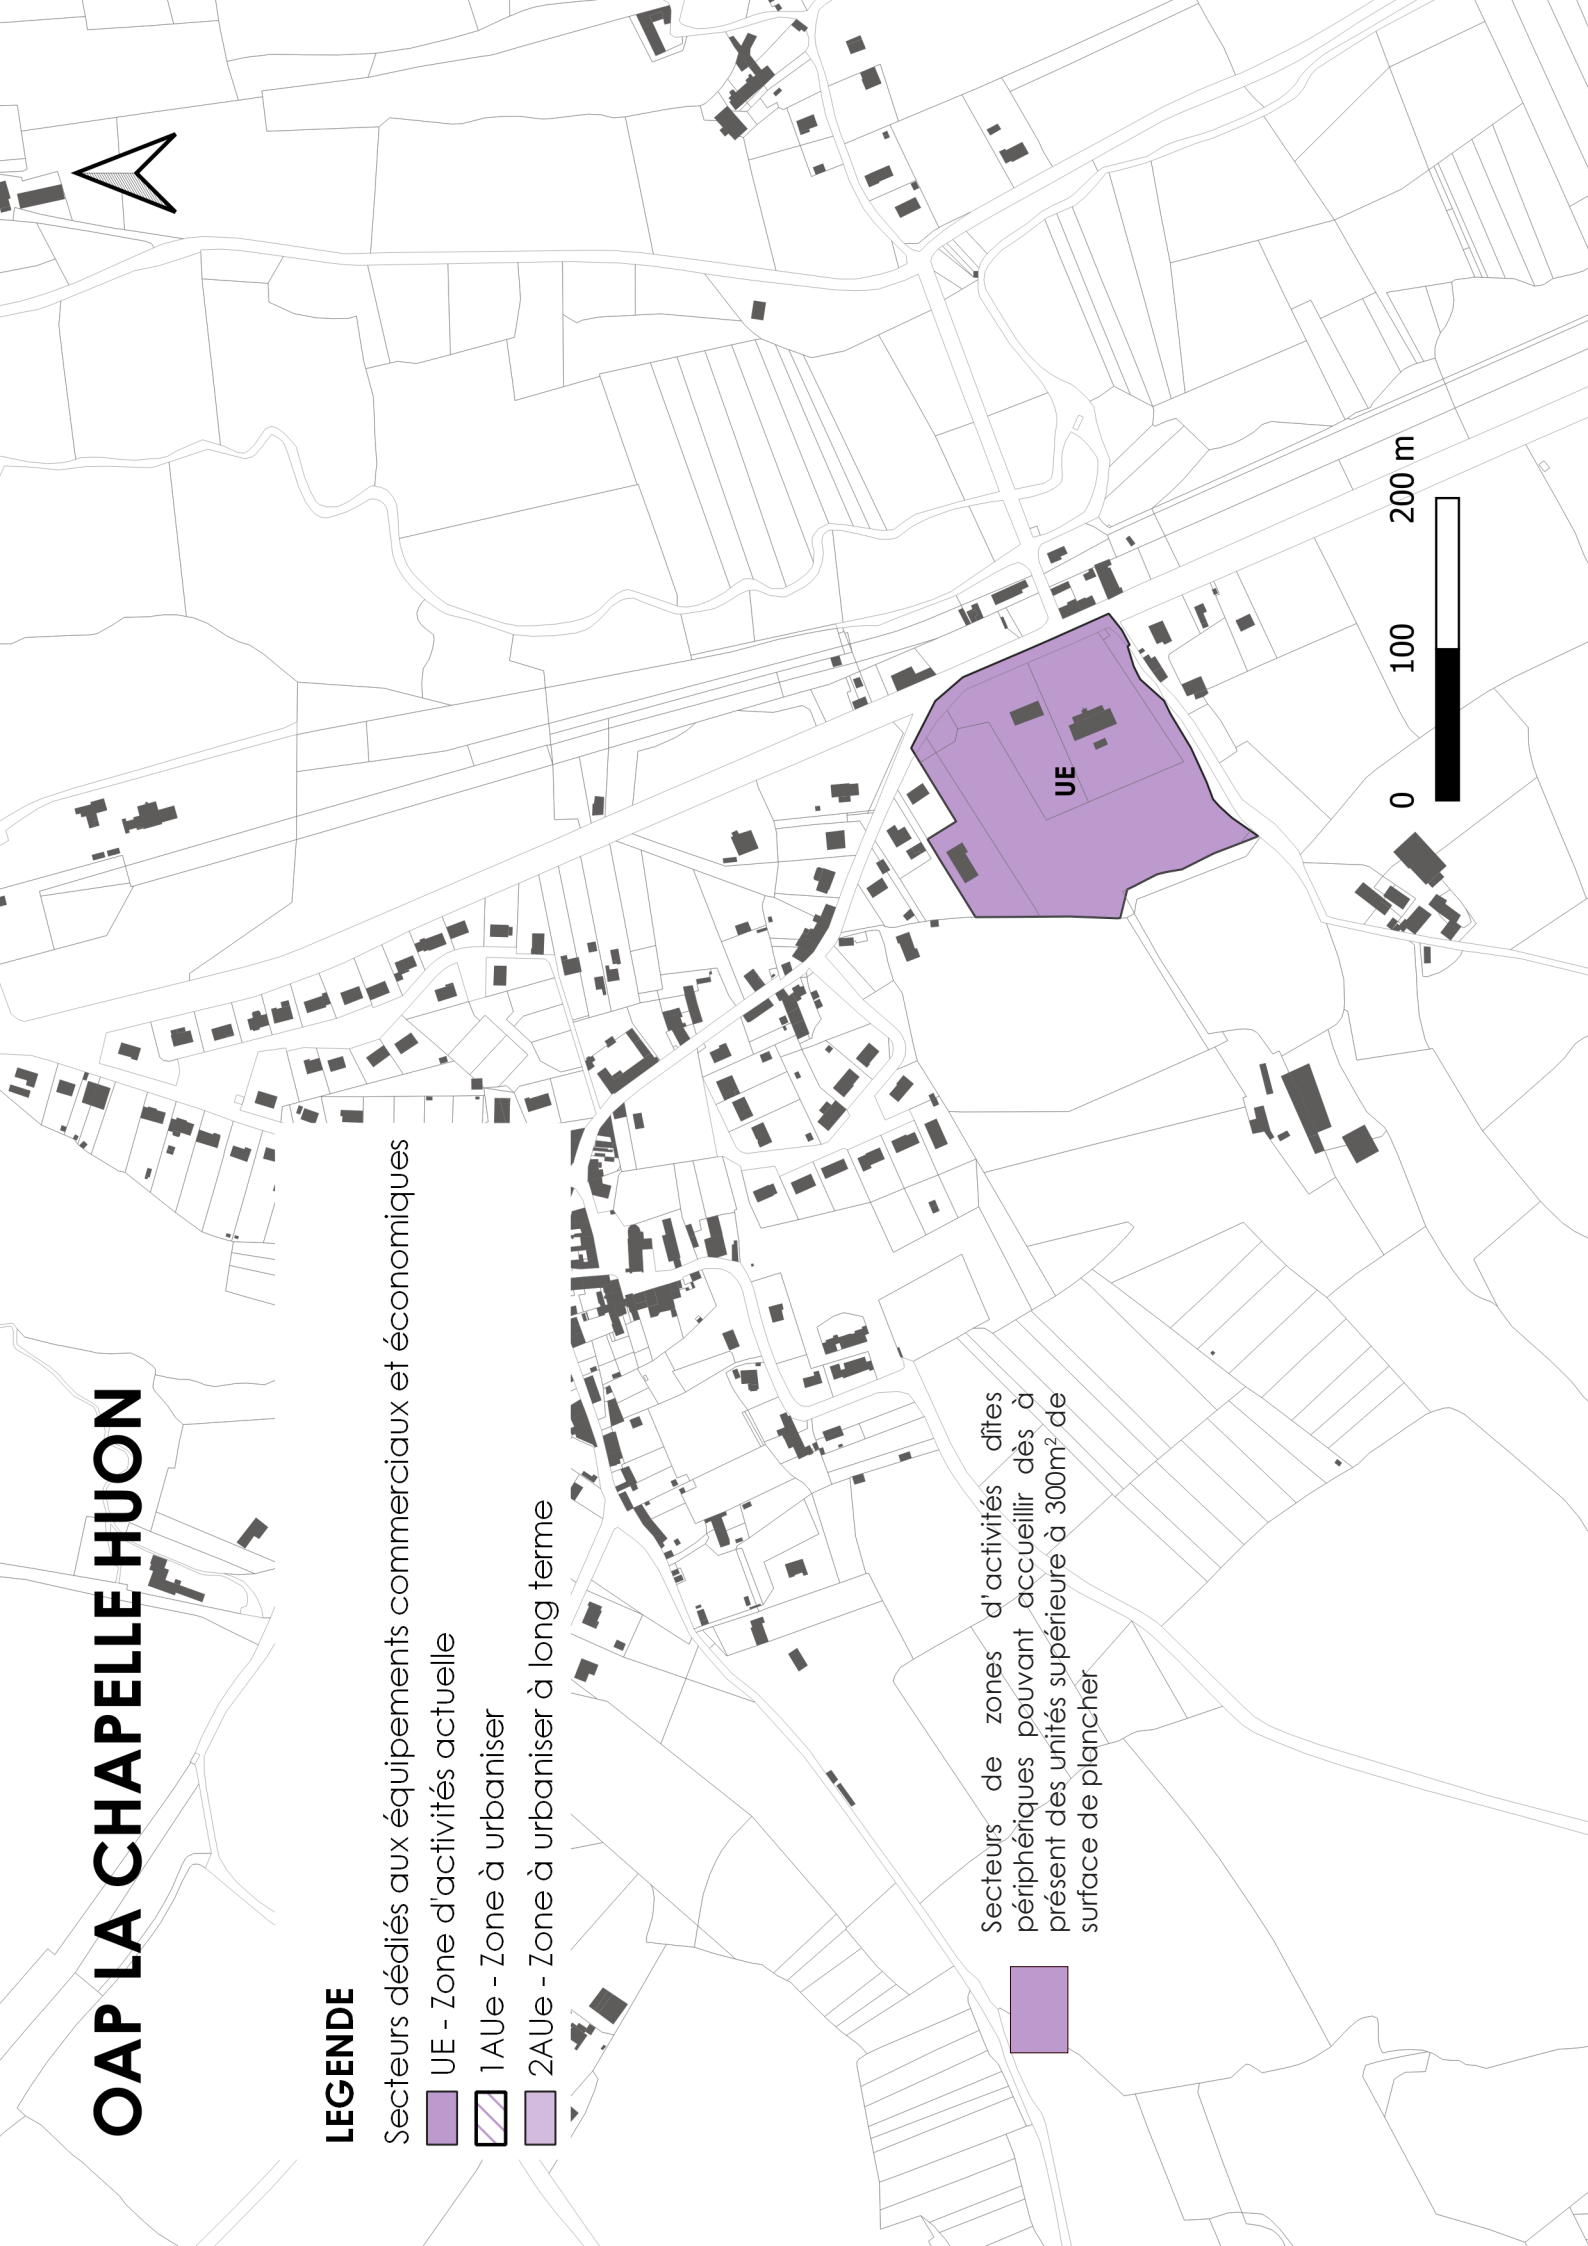 OAP LA CHAPELLE HUON
LEGENDE
Secteurs dédiés aux équipements commerciaux et économiques
UE - Zone d'activités actuelle
1AUe - Zone à urbaniser
2AUe - Zone à urbaniser à long terme
Secteurs de zones d'activités dîtes
périphériques pouvant accueillir dès à
présent des unités supérieure à 300m² de
surface de plancher
UE
0 100 200 m